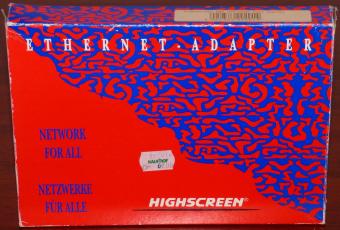 ETHERNET-ADAPTER
NETWORK
FOR ALL
NETZWERKE
FÜR ALLE
HIGHSCREEN®